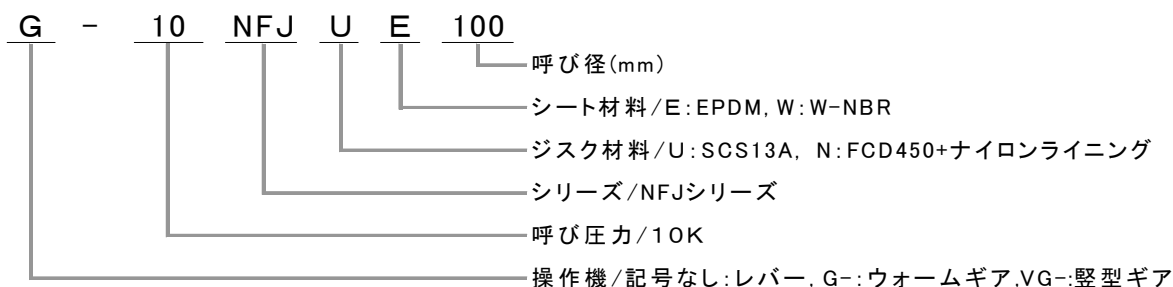 G - 10 NFJ U E 100
呼び径(mm)
シート材料/E:EPDM, W:W-NBR
ジスク材料/U:SCS13A, N:FCD450+ナイロンライニング
シリーズ/NFJシリーズ
呼び圧力/10K
操作機/記号なし:レバー, G-:ウォームギア,VG-:竪型ギア